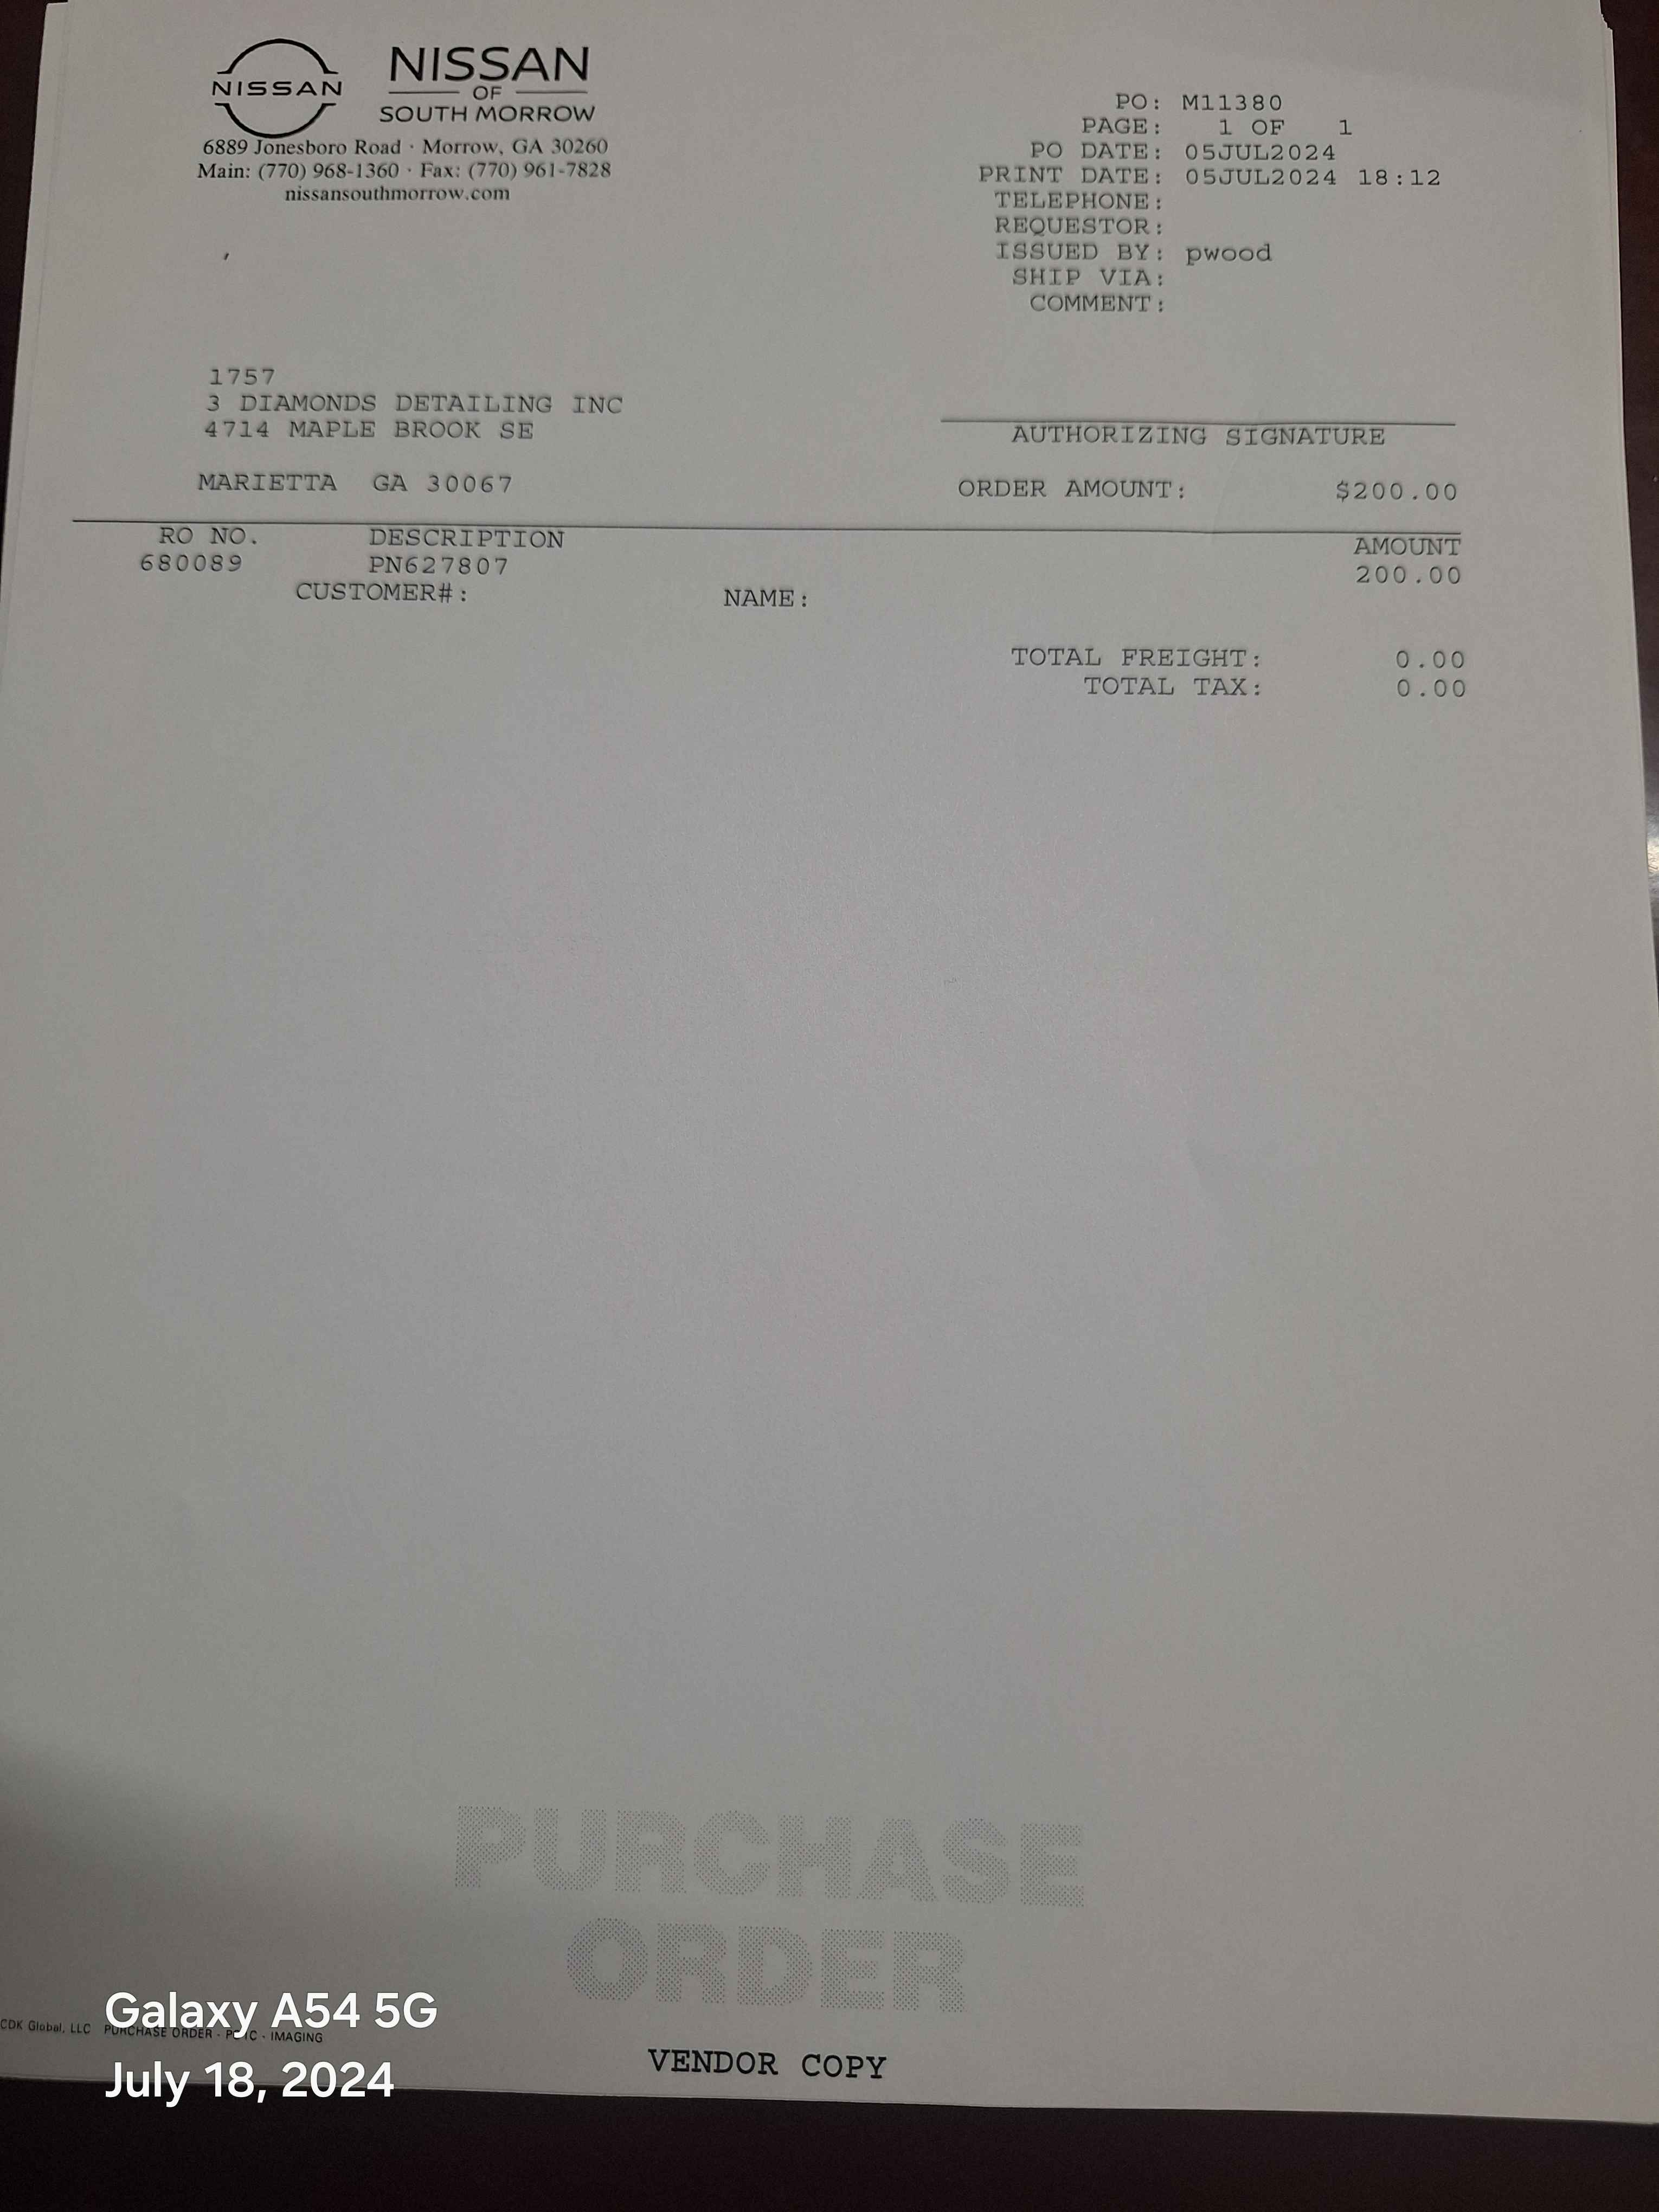 NISSAN
NISSAN
OF
SOUTH MORROW
6889 Jonesboro Road · Morrow, GA 30260
Main: (770) 968-1360 · Fax: (770) 961-7828
nissansouthmorrow.com
PO: M11380
PAGE: 1 OF 1
PO DATE: 05JUL2024
PRINT DATE: 05JUL2024 18:12
TELEPHONE:
REQUESTOR:
ISSUED BY: pwood
SHIP VIA:
COMMENT:
1757
3 DIAMONDS DETAILING INC
4714 MAPLE BROOK SE
MARIETTA GA 30067
AUTHORIZING SIGNATURE
ORDER AMOUNT: $200.00
RO NO. DESCRIPTION AMOUNT
680089 PN627807 200.00
CUSTOMER#: NAME:
TOTAL FREIGHT: 0.00
TOTAL TAX: 0.00
PURCHASE
ORDER
Galaxy A54 5G
CDK Global, LLC PURCHASE ORDER - - IMAGING
VENDOR COPY
July 18, 2024